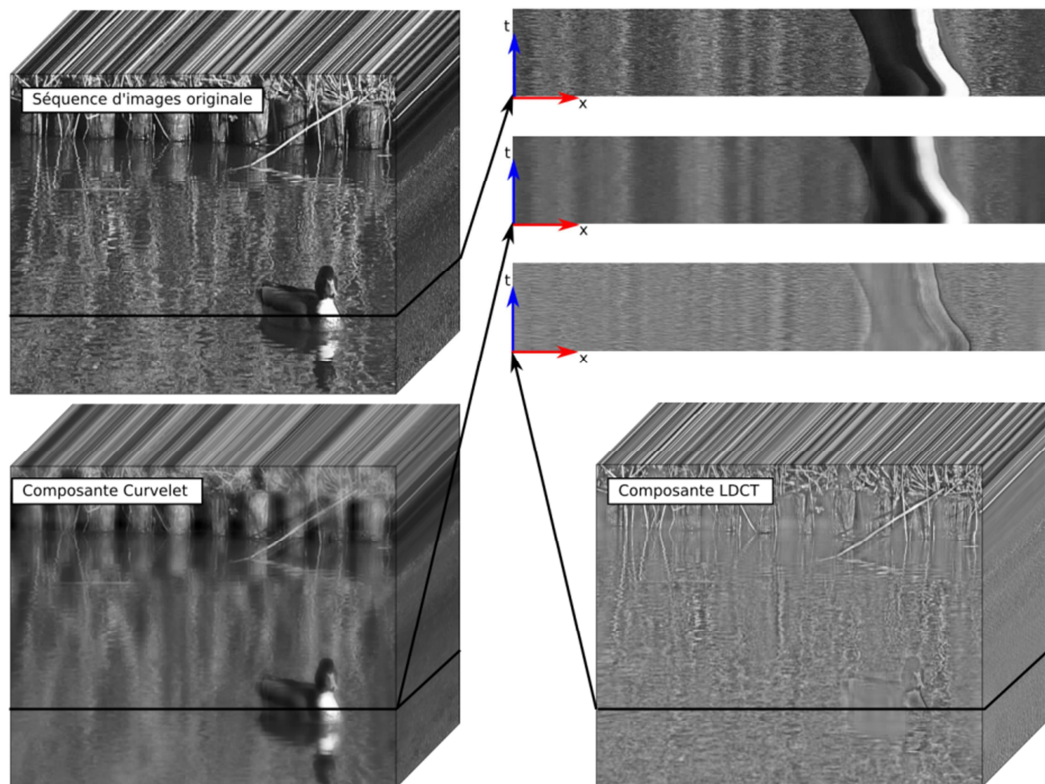 Séquence d'images originale
t
x
t
x
t
x
Composante Curvelet
Composante LDCT